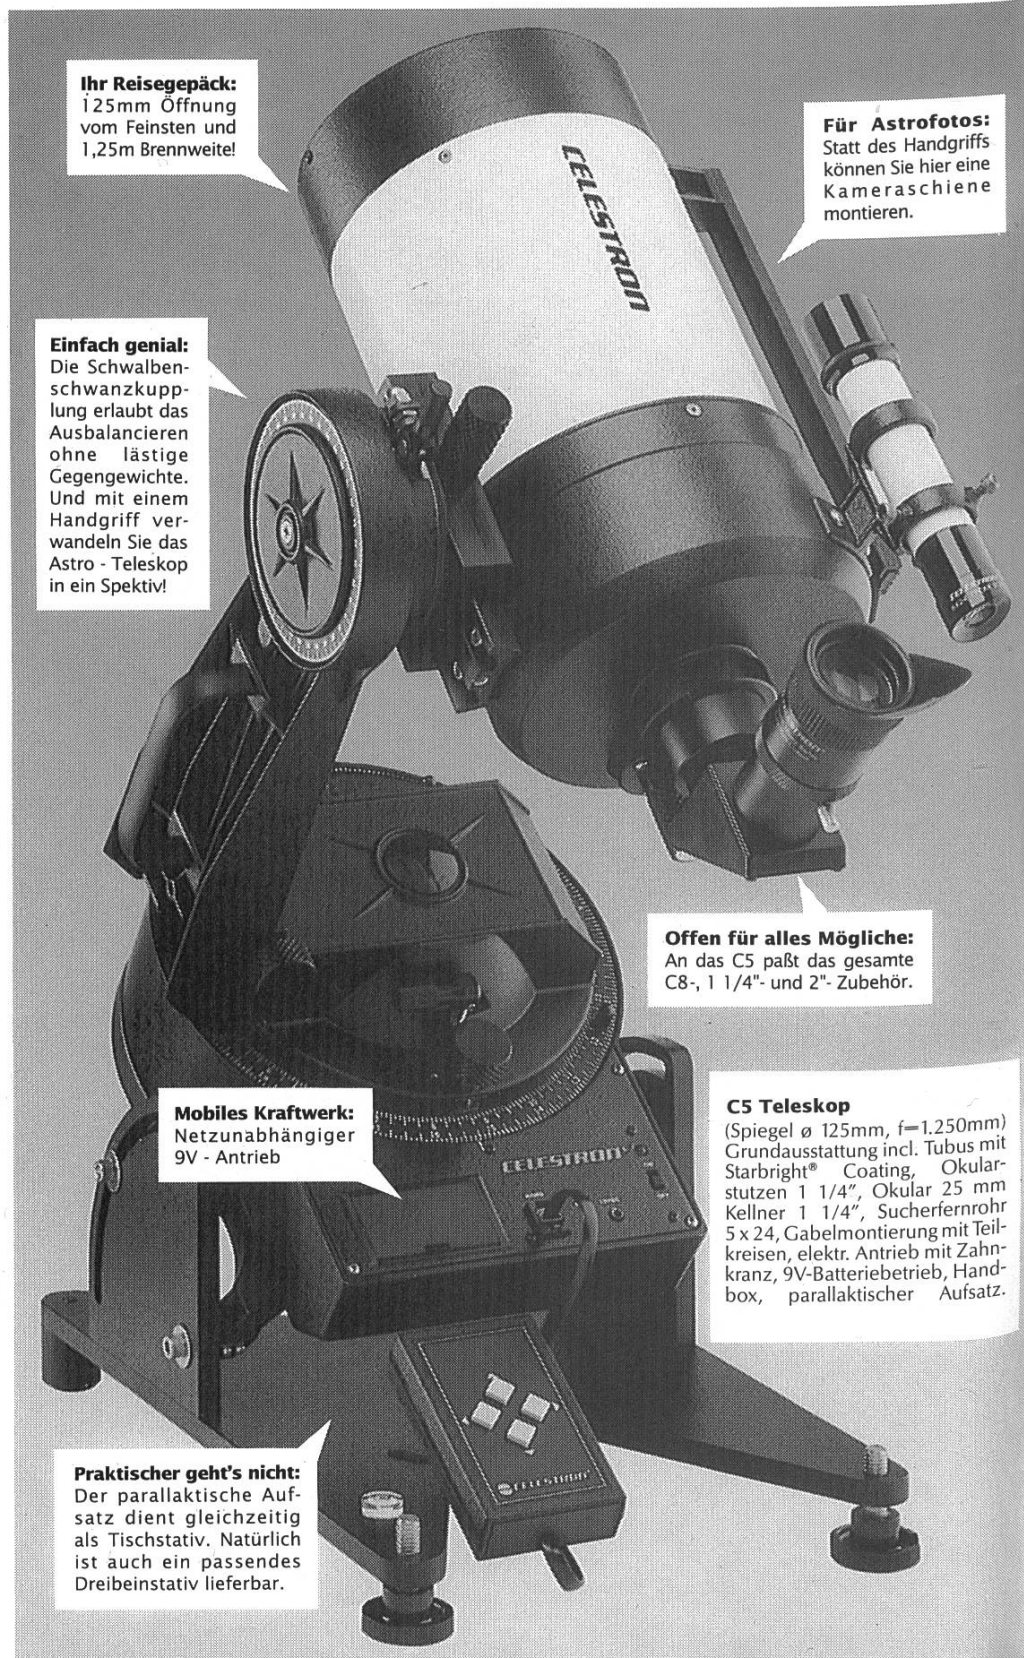 Ihr Reisegepäck:
125mm Öffnung
vom Feinsten und
1,25m Brennweite!
CELESTRON
Für Astrofotos:
Statt des Handgriffs
können Sie hier eine
Kameraschiene
montieren.
Einfach genial:
Die Schwalben-
schwanzkupp-
lung erlaubt das
Ausbalancieren
ohne lästige
Gegengewichte.
Und mit einem
Handgriff ver-
wandeln Sie das
Astro - Teleskop
in ein Spektiv!
Offen für alles Mögliche:
An das C5 paßt das gesamte
C8-, 1 1/4"- und 2"- Zubehör.
Mobiles Kraftwerk:
Netzunabhängiger
9V - Antrieb
CELESTRON
C5 Teleskop
(Spiegel ø 125mm, f=1.250mm)
Grundausstattung incl. Tubus mit
Starbright® Coating, Okular-
stutzen 1 1/4", Okular 25 mm
Kellner 1 1/4", Sucherfernrohr
5 x 24, Gabelmontierung mit Teil-
kreisen, elektr. Antrieb mit Zahn-
kranz, 9V-Batteriebetrieb, Hand-
box, parallaktischer Aufsatz.
CELESTRON
Praktischer geht's nicht:
Der parallaktische Auf-
satz dient gleichzeitig
als Tischstativ. Natürlich
ist auch ein passendes
Dreibeinstativ lieferbar.